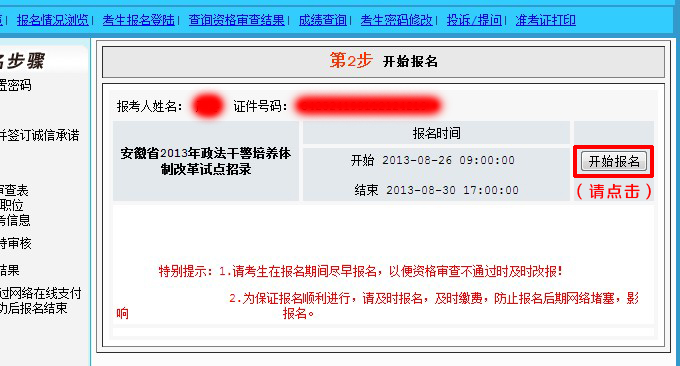 报名情况浏览| 考生报名登陆| 查询资格审查结果| 成绩查询| 考生密码修改| 投诉/提问| 准考证打印
名步骤
第2步 开始报名
置密码
报考人姓名： 证件号码：
并签订诚信承诺
报名时间
安徽省2013年政法干警培养体
制改革试点招录
开始 2013-08-26 09:00:00
开始报名
结束 2013-08-30 17:00:00
（请点击）
审查表
职位
考信息
待审核
结果
过网络在线支付
功后报名结束
特别提示：1.请考生在报名期间尽早报名，以便资格审查不通过时及时改报！
2.为保证报名顺利进行，请及时报名，及时缴费，防止报名后期网络堵塞，影
响 报名。